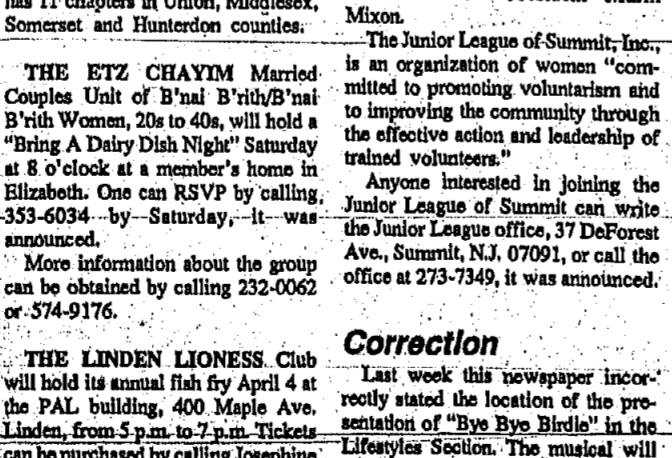 has 11 chapters in Union, Middlesex,
Somerset and Hunterdon counties.
THE ETZ CHAYIM Married
Couples Unit of B'nai B'rith/B'nai
B'rith Women, 20s to 40s, will hold a
"Bring A Dairy Dish Night" Saturday
at 8 o'clock at a member's home in
Elizabeth. One can RSVP by calling
353-6034 by Saturday, it was
announced.
More information about the group
can be obtained by calling 232-0062
or 574-9176.
THE LINDEN LIONESS Club
will hold its annual fish fry April 4 at
the PAL building, 400 Maple Ave.
Linden, from 5 p.m. to 7 p.m. Tickets
can be purchased by calling Josephine
Mixon.
The Junior League of Summit, Inc.,
is an organization of women "com-
mitted to promoting voluntarism and
to improving the community through
the effective action and leadership of
trained volunteers."
Anyone interested in joining the
Junior League of Summit can write
the Junior League office, 37 DeForest
Ave., Summit, N.J. 07091, or call the
office at 273-7349, it was announced.
Correction
Last week this newspaper incor-
rectly stated the location of the pre-
sentation of "Bye Bye Birdie" in the
Lifestyles Section. The musical will